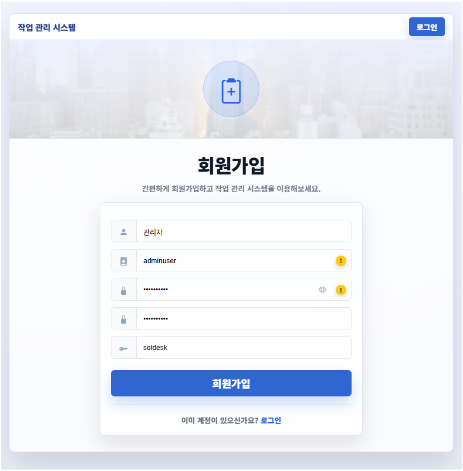 작업 관리 시스템
로그인
회원가입
간편하게 회원가입하고 작업 관리 시스템을 이용해보세요.
관리자
adminuser
!
••••••••••
!
••••••••••
soldesk
회원가입
이미 계정이 있으신가요? 로그인